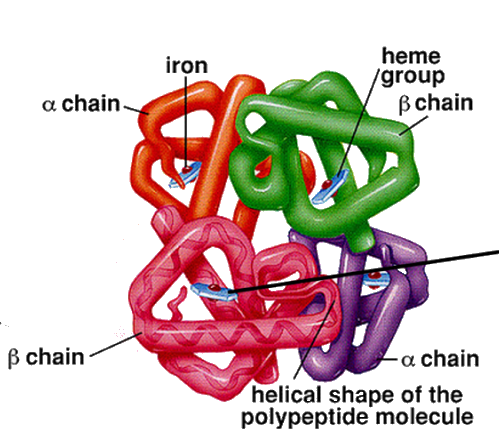 iron
heme
group
α chain
β chain
β chain
α chain
helical shape of the
polypeptide molecule